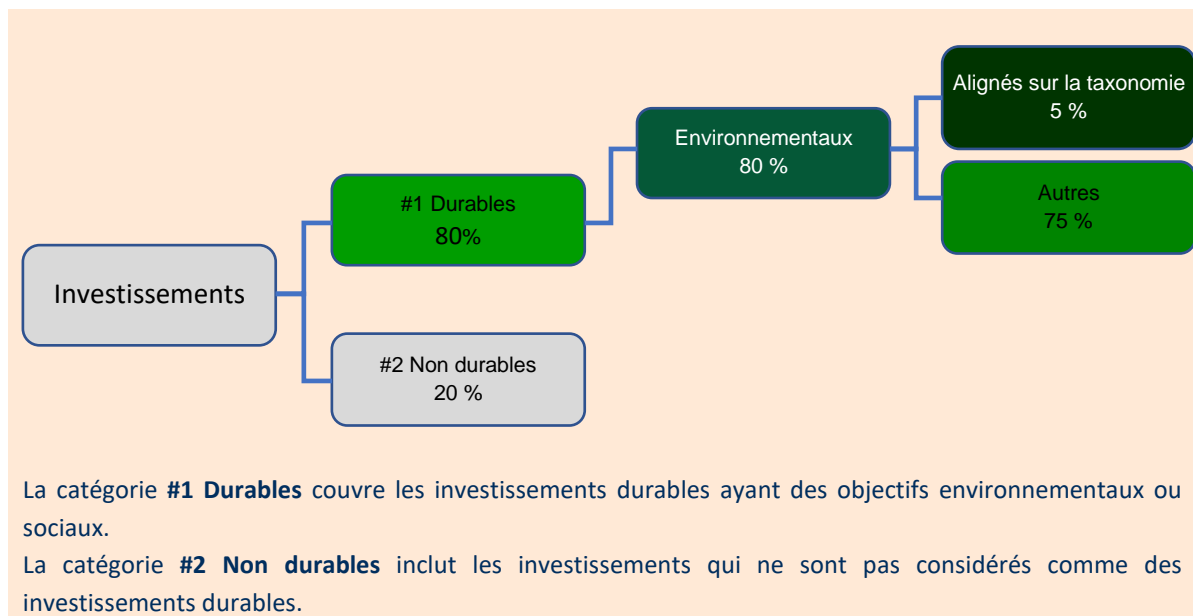 Alignés sur la taxonomie
5 %
Environnementaux
80 %
Autres
75 %
#1 Durables
80%
Investissements
#2 Non durables
20 %
La catégorie #1 Durables couvre les investissements durables ayant des objectifs environnementaux ou
sociaux.
La catégorie #2 Non durables inclut les investissements qui ne sont pas considérés comme des
investissements durables.